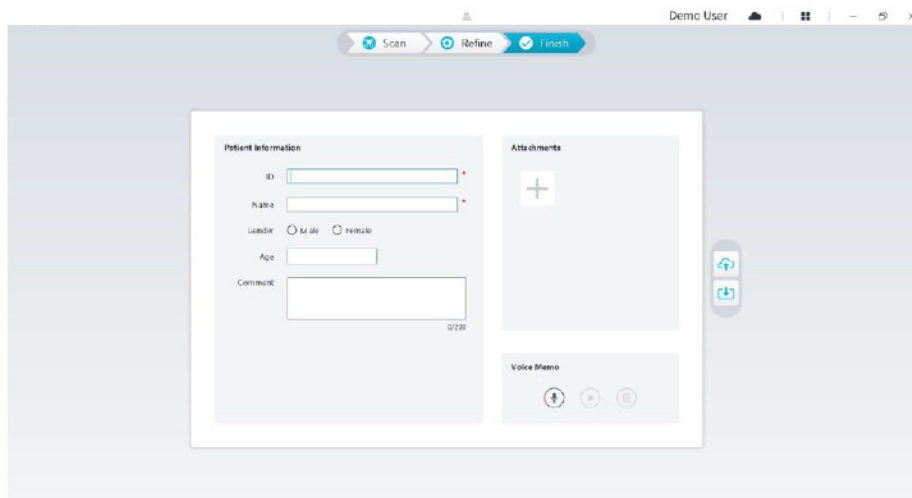 Demo User
Scan
Refine
Finish
Patient Information
Attachments
ID
*
Name
*
Gender
Male
Female
Age
Comment
0/200
Voice Memo